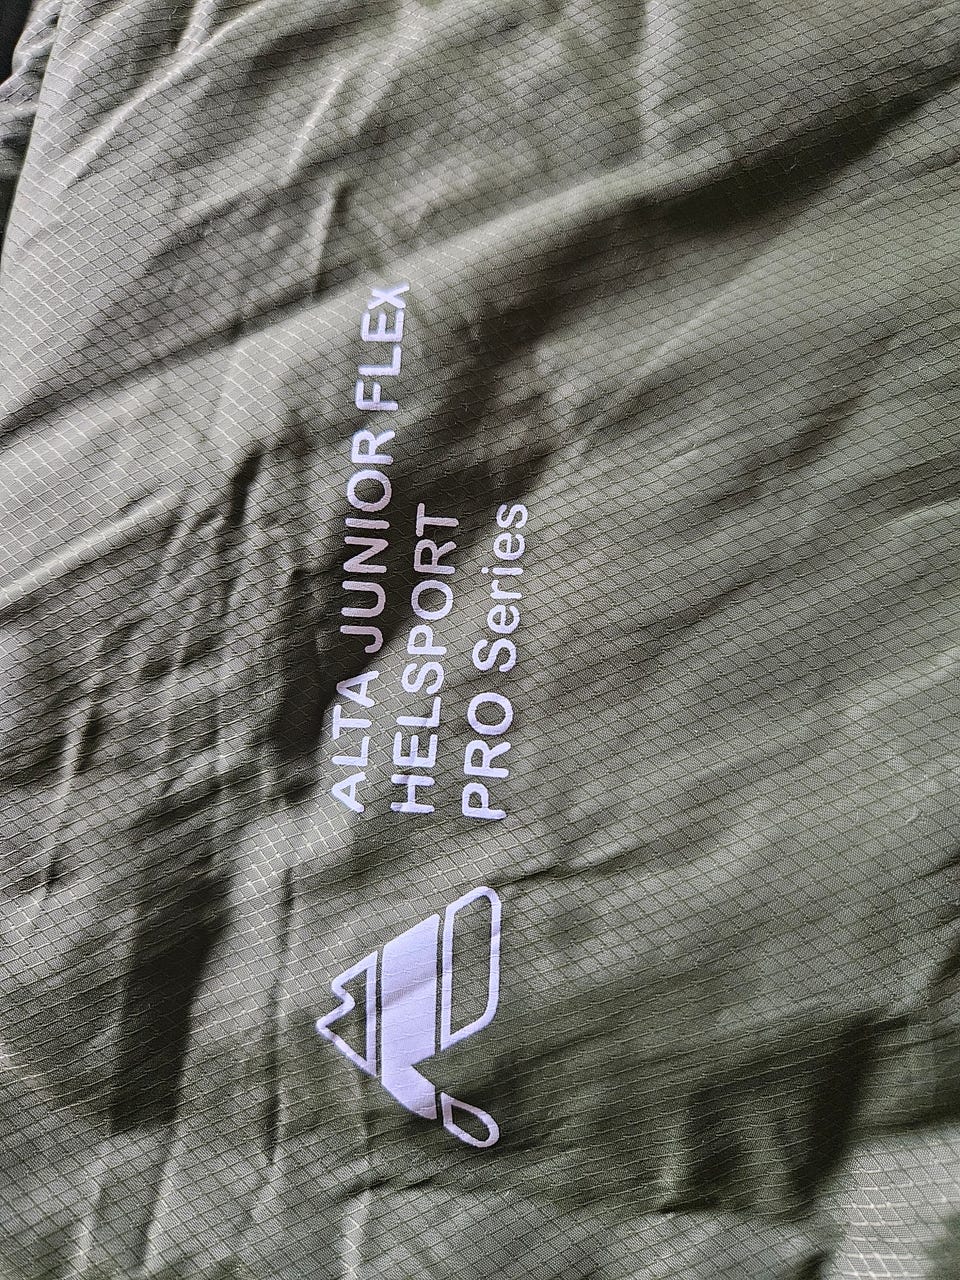 ALTA JUNIOR FLEX
HELSPORT
PRO Series